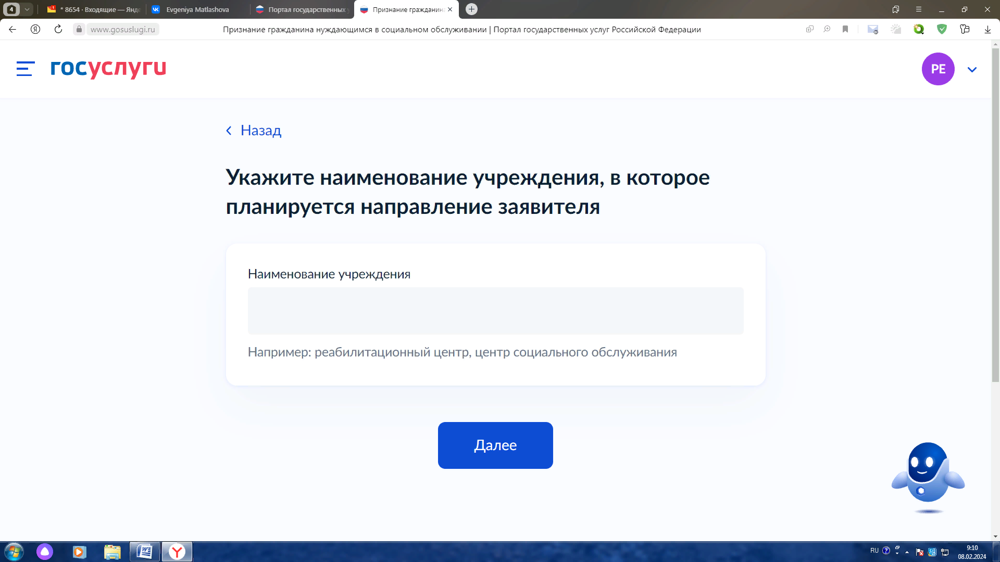 4
* 8654 · Входящие — Янде
Evgeniya Matlashova
Портал государственных у
Признание гражданина
www.gosuslugi.ru
Признание гражданина нуждающимся в социальном обслуживании | Портал государственных услуг Российской Федерации
госуслуги
РЕ
Назад
Укажите наименование учреждения, в которое
планируется направление заявителя
Наименование учреждения
Например: реабилитационный центр, центр социального обслуживания
Далее
RU
9:10
08.02.2024